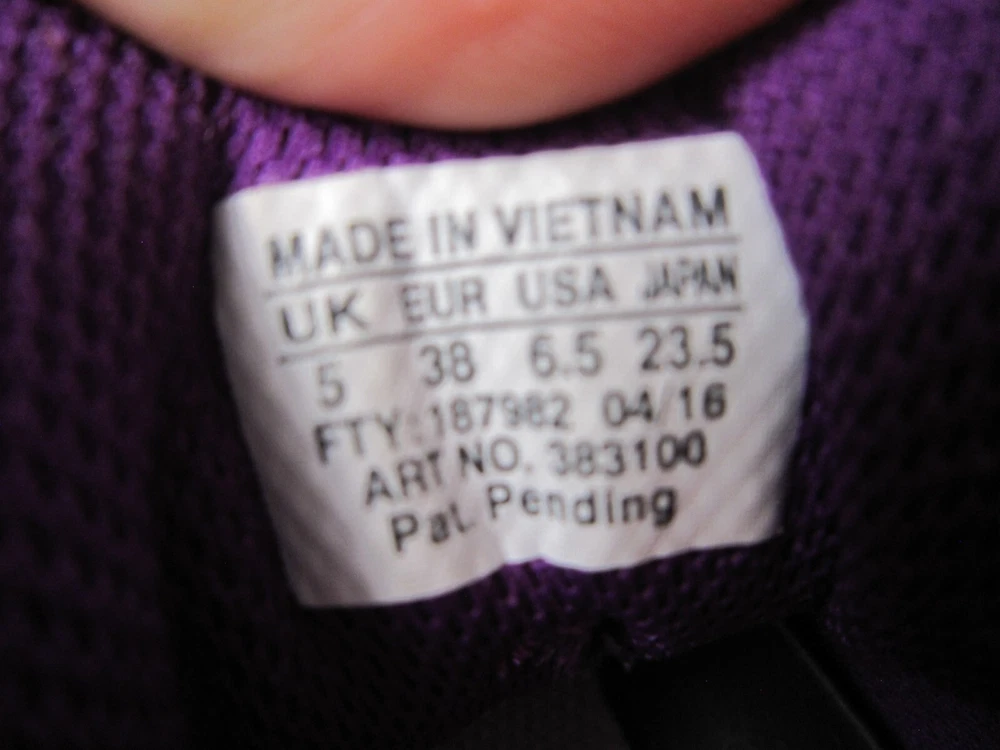 MADE IN VIETNAM
UK EUR USA JAPAN
5 38 6.5 23.5
FTY: 187982 04/16
ART NO. 383100
Pat. Pending